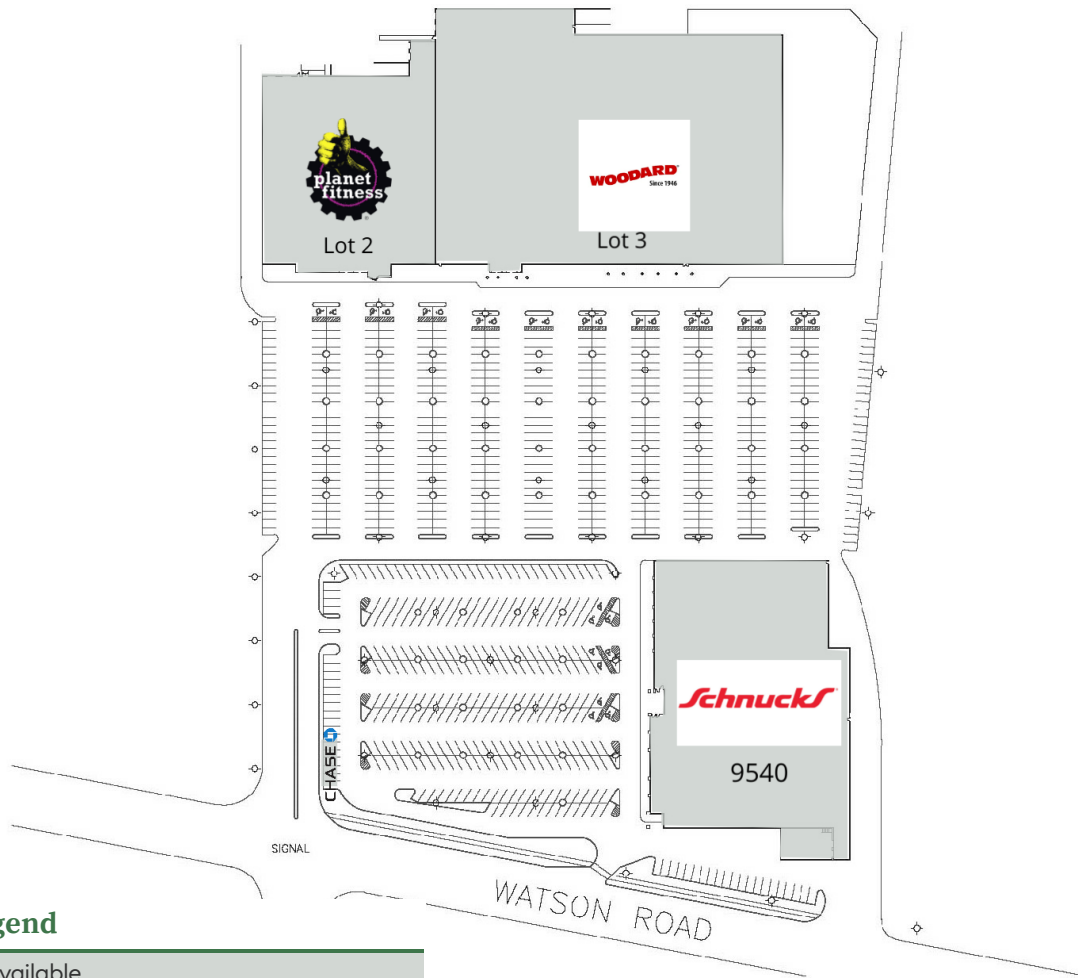 planet
fitness
Lot 2
WOODARD
Since 1946
Lot 3
Schnucks
9540
CHASE
SIGNAL
WATSON ROAD
gend
vailable